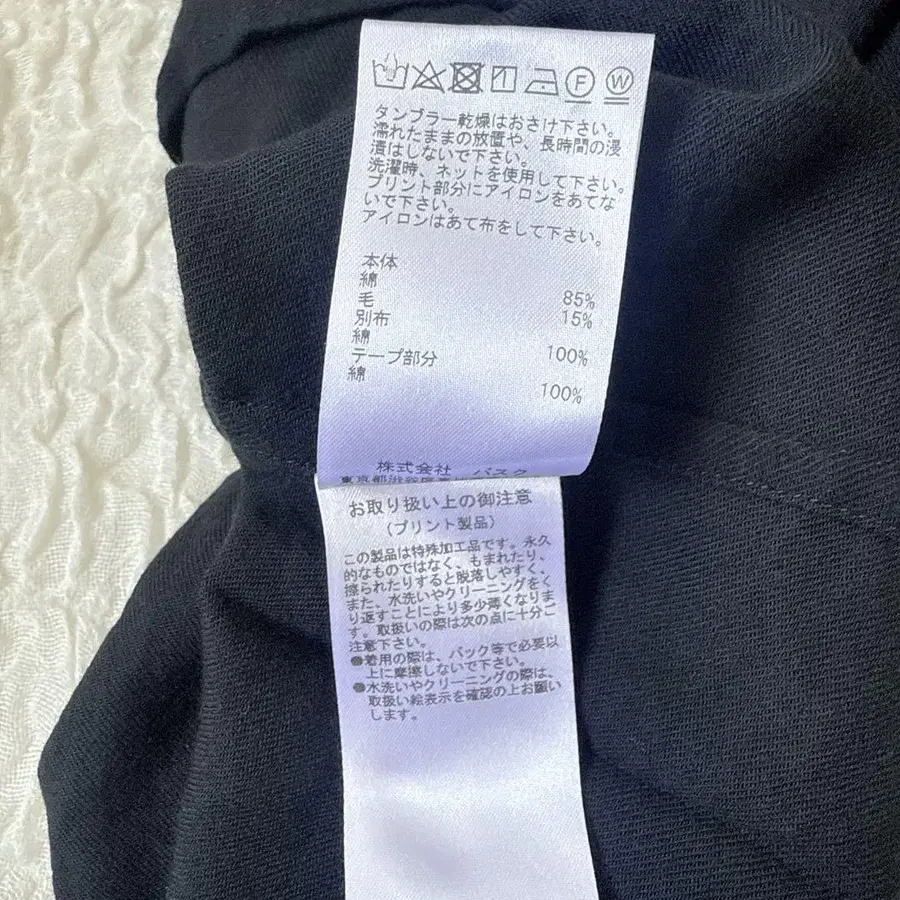 F W
タンブラー乾燥はおさけ下さい。
濡れたままの放置や、長時間の浸
漬はしないで下さい。
洗濯時、ネットを使用して下さい。
プリント部分にアイロンをあてな
いで下さい。
アイロンはあて布をして下さい。
本体
綿
毛 85%
別布 15%
綿
テープ部分 100%
綿
100%
株式会社 バスク
東京都渋谷区
お取り扱い上の御注意
(プリント製品)
この製品は特殊加工品です。永久
的なものではなく、もまれたり、
擦られたりすると脱落しやすく、
また、水洗いやクリーニングをく
り返すことにより多少薄くなりま
す。取扱いの際は次の点に十分ご
注意下さい。
●着用の際は、バック等で必要以
上に摩擦しないで下さい。
●水洗いやクリーニングの際は、
取扱い絵表示を確認の上お願い
します。